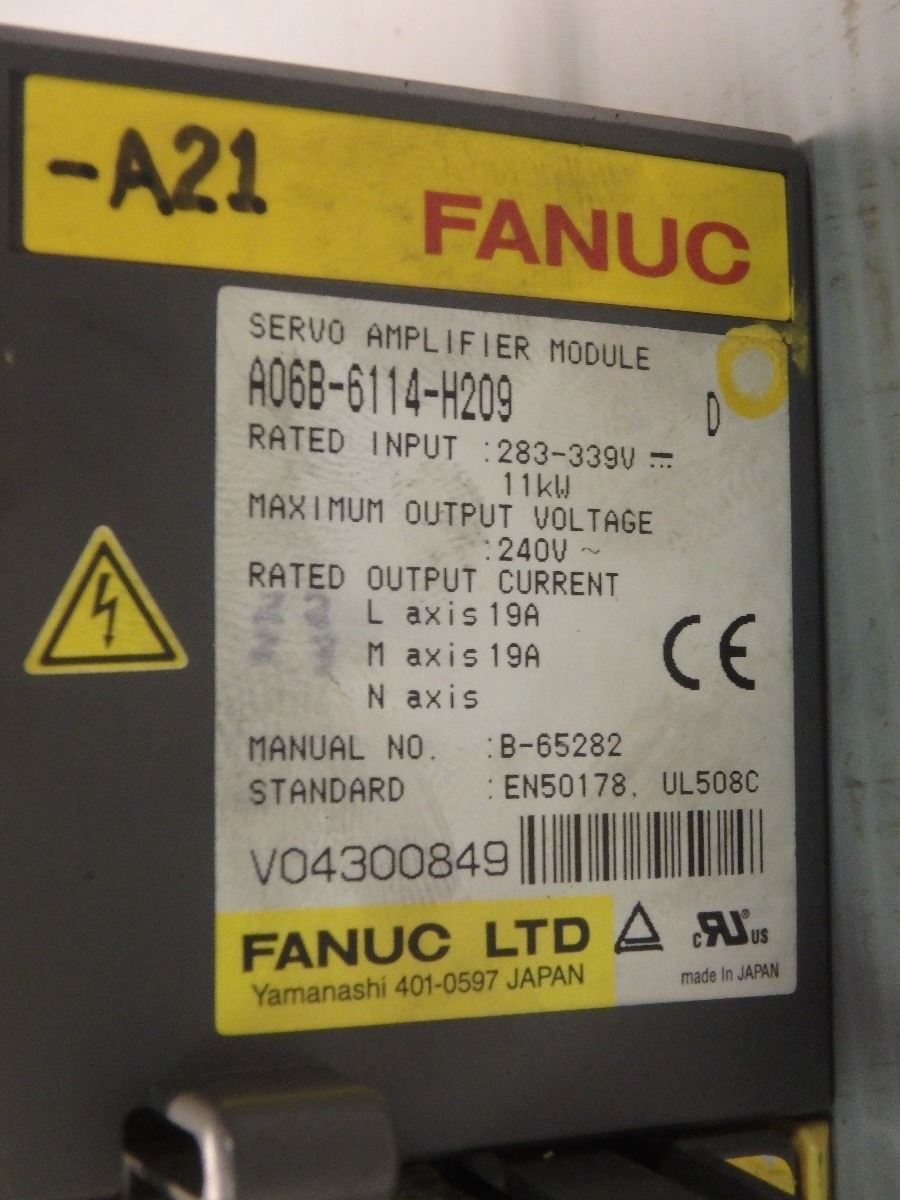 -A21
FANUC
SERVO AMPLIFIER MODULE
A06B-6114-H209
D
RATED INPUT :283-339V ⎓
11kW
MAXIMUM OUTPUT VOLTAGE
:240V ~
RATED OUTPUT CURRENT
L axis 19A
M axis 19A
N axis
MANUAL NO. :B-65282
STANDARD :EN50178. UL508C
V04300849
FANUC LTD
Yamanashi 401-0597 JAPAN
CE
c RU ® US
made In JAPAN